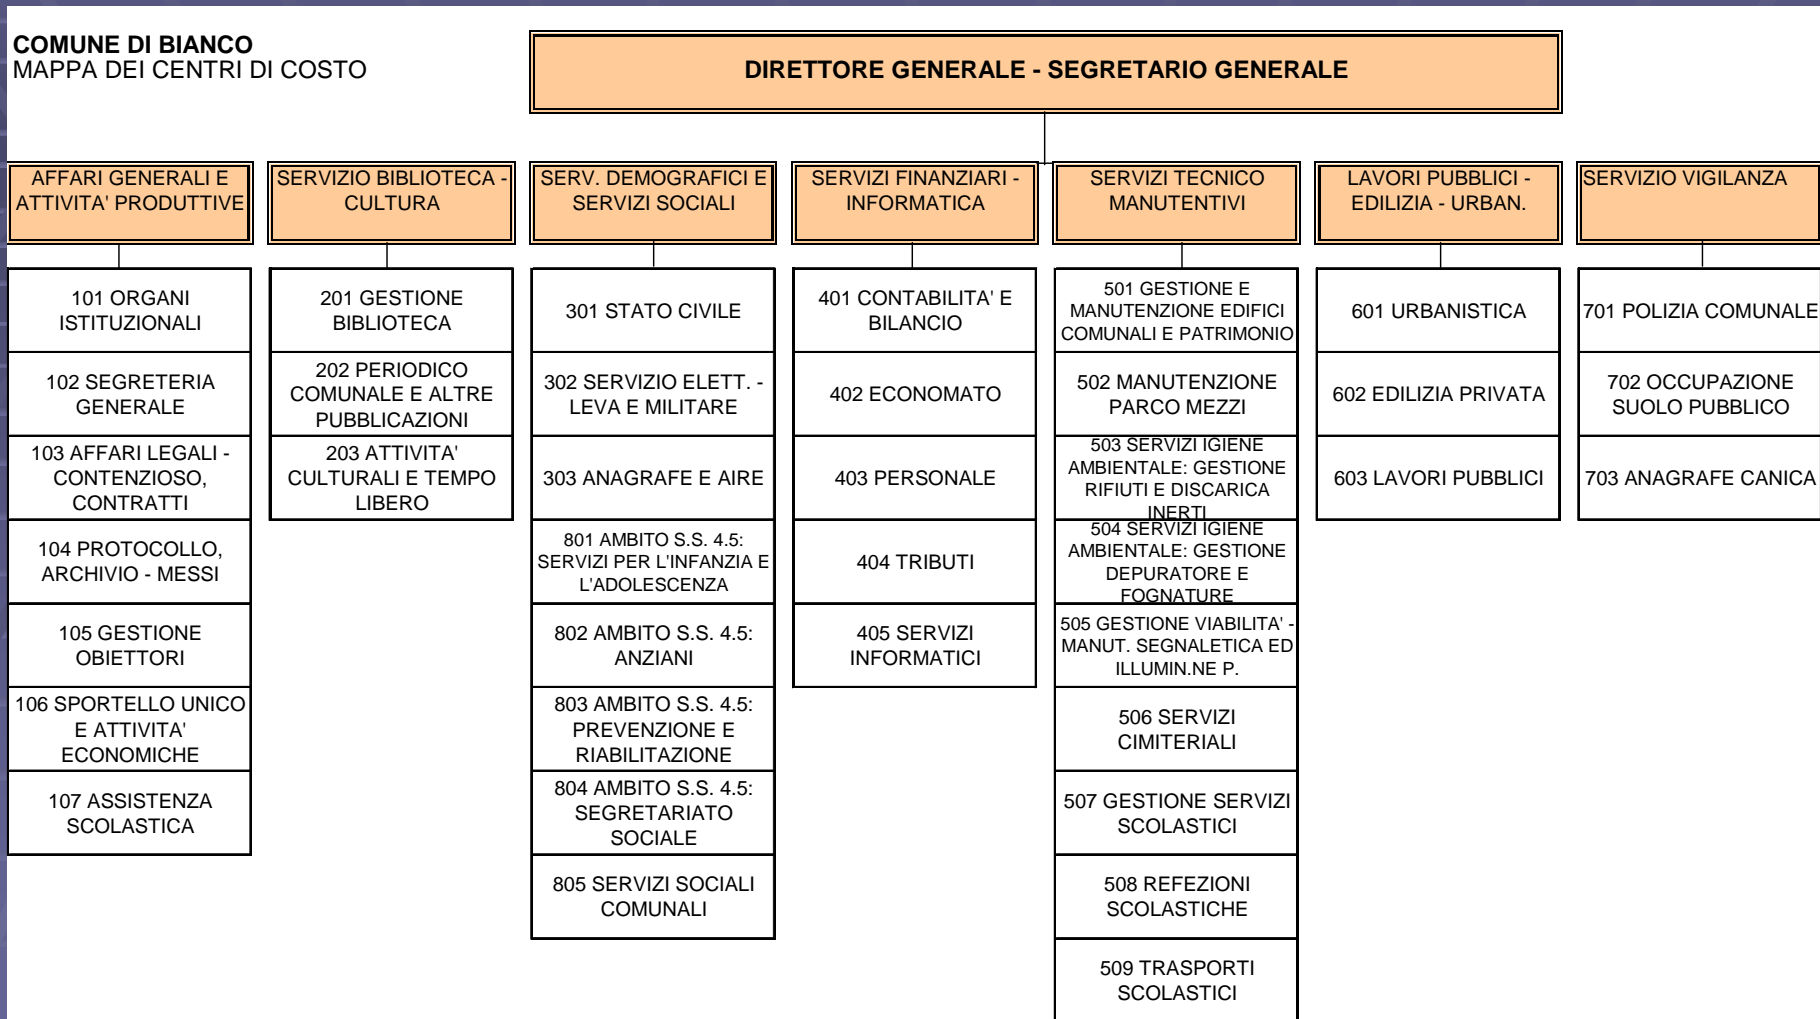 COMUNE DI BIANCO
MAPPA DEI CENTRI DI COSTO
DIRETTORE GENERALE - SEGRETARIO GENERALE
AFFARI GENERALI E
ATTIVITA' PRODUTTIVE
101 ORGANI
ISTITUZIONALI
102 SEGRETERIA
GENERALE
103 AFFARI LEGALI -
CONTENZIOSO,
CONTRATTI
104 PROTOCOLLO,
ARCHIVIO - MESSI
105 GESTIONE
OBIETTORI
106 SPORTELLO UNICO
E ATTIVITA'
ECONOMICHE
107 ASSISTENZA
SCOLASTICA
SERVIZIO BIBLIOTECA -
CULTURA
201 GESTIONE
BIBLIOTECA
202 PERIODICO
COMUNALE E ALTRE
PUBBLICAZIONI
203 ATTIVITA'
CULTURALI E TEMPO
LIBERO
SERV. DEMOGRAFICI E
SERVIZI SOCIALI
301 STATO CIVILE
302 SERVIZIO ELETT. -
LEVA E MILITARE
303 ANAGRAFE E AIRE
801 AMBITO S.S. 4.5:
SERVIZI PER L'INFANZIA E
L'ADOLESCENZA
802 AMBITO S.S. 4.5:
ANZIANI
803 AMBITO S.S. 4.5:
PREVENZIONE E
RIABILITAZIONE
804 AMBITO S.S. 4.5:
SEGRETARIATO
SOCIALE
805 SERVIZI SOCIALI
COMUNALI
SERVIZI FINANZIARI -
INFORMATICA
401 CONTABILITA' E
BILANCIO
402 ECONOMATO
403 PERSONALE
404 TRIBUTI
405 SERVIZI
INFORMATICI
SERVIZI TECNICO
MANUTENTIVI
501 GESTIONE E
MANUTENZIONE EDIFICI
COMUNALI E PATRIMONIO
502 MANUTENZIONE
PARCO MEZZI
503 SERVIZI IGIENE
AMBIENTALE: GESTIONE
RIFIUTI E DISCARICA
INERTI
504 SERVIZI IGIENE
AMBIENTALE: GESTIONE
DEPURATORE E
FOGNATURE
505 GESTIONE VIABILITA' -
MANUT. SEGNALETICA ED
ILLUMIN.NE P.
506 SERVIZI
CIMITERIALI
507 GESTIONE SERVIZI
SCOLASTICI
508 REFEZIONI
SCOLASTICHE
509 TRASPORTI
SCOLASTICI
LAVORI PUBBLICI -
EDILIZIA - URBAN.
601 URBANISTICA
602 EDILIZIA PRIVATA
603 LAVORI PUBBLICI
SERVIZIO VIGILANZA
701 POLIZIA COMUNALE
702 OCCUPAZIONE
SUOLO PUBBLICO
703 ANAGRAFE CANICA